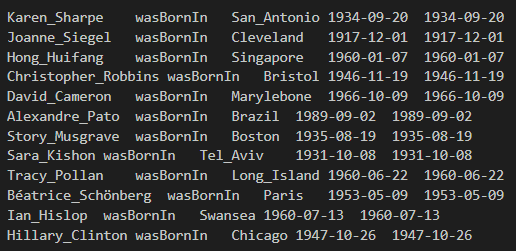 Karen_Sharpe wasBornIn San_Antonio 1934-09-20 1934-09-20
Joanne_Siegel wasBornIn Cleveland 1917-12-01 1917-12-01
Hong_Huifang wasBornIn Singapore 1960-01-07 1960-01-07
Christopher_Robbins wasBornIn Bristol 1946-11-19 1946-11-19
David_Cameron wasBornIn Marylebone 1966-10-09 1966-10-09
Alexandre_Pato wasBornIn Brazil 1989-09-02 1989-09-02
Story_Musgrave wasBornIn Boston 1935-08-19 1935-08-19
Sara_Kishon wasBornIn Tel_Aviv 1931-10-08 1931-10-08
Tracy_Pollan wasBornIn Long_Island 1960-06-22 1960-06-22
Béatrice_Schönberg wasBornIn Paris 1953-05-09 1953-05-09
Ian_Hislop wasBornIn Swansea 1960-07-13 1960-07-13
Hillary_Clinton wasBornIn Chicago 1947-10-26 1947-10-26